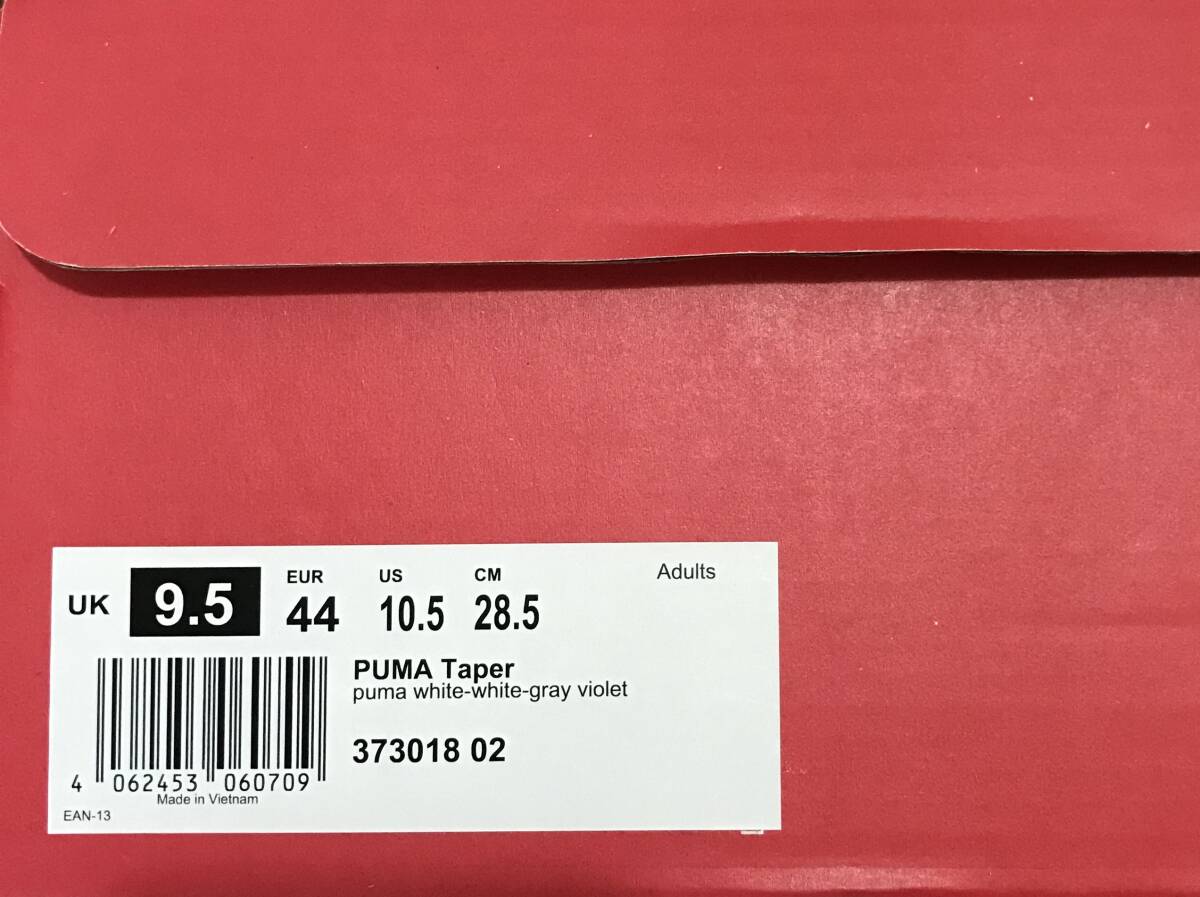 EUR US CM Adults
UK 9.5 44 10.5 28.5
PUMA Taper
puma white-white-gray violet
373018 02
4 062453 060709
Made in Vietnam
EAN-13